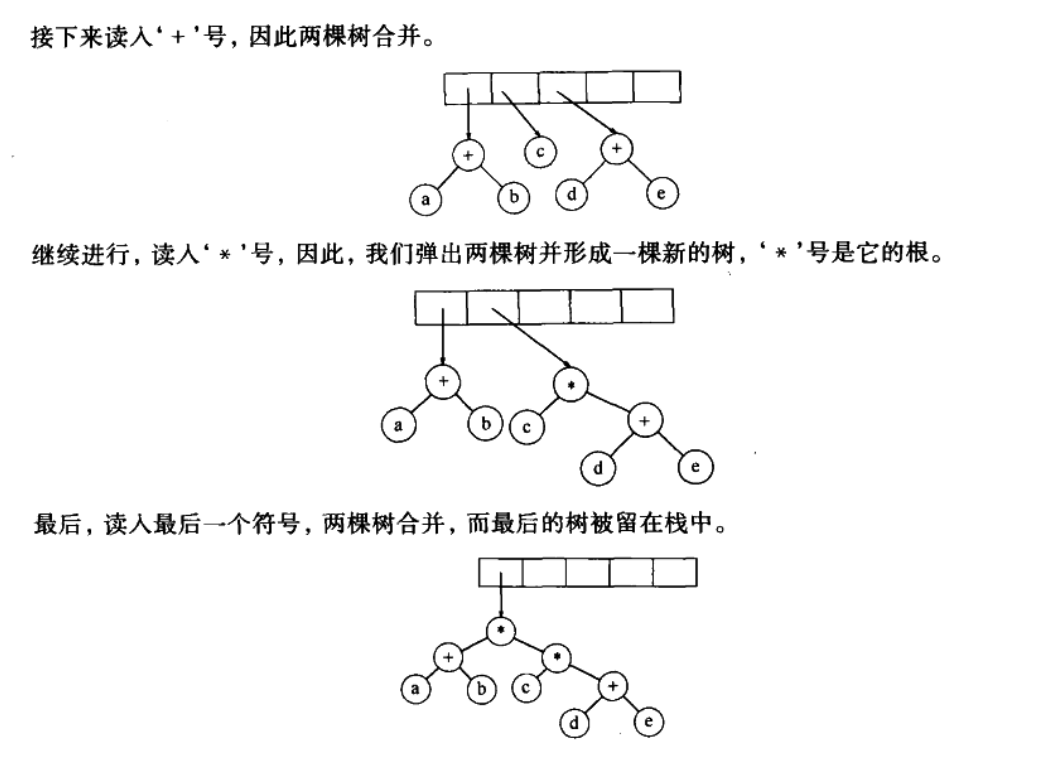 接下来读入‘+’号，因此两棵树合并。
+ c +
a b d e
继续进行，读入‘*’号，因此，我们弹出两棵树并形成一棵新的树，‘*’号是它的根。
+ *
a b c +
d e
最后，读入最后一个符号，两棵树合并，而最后的树被留在栈中。
*
+ *
a b c +
d e